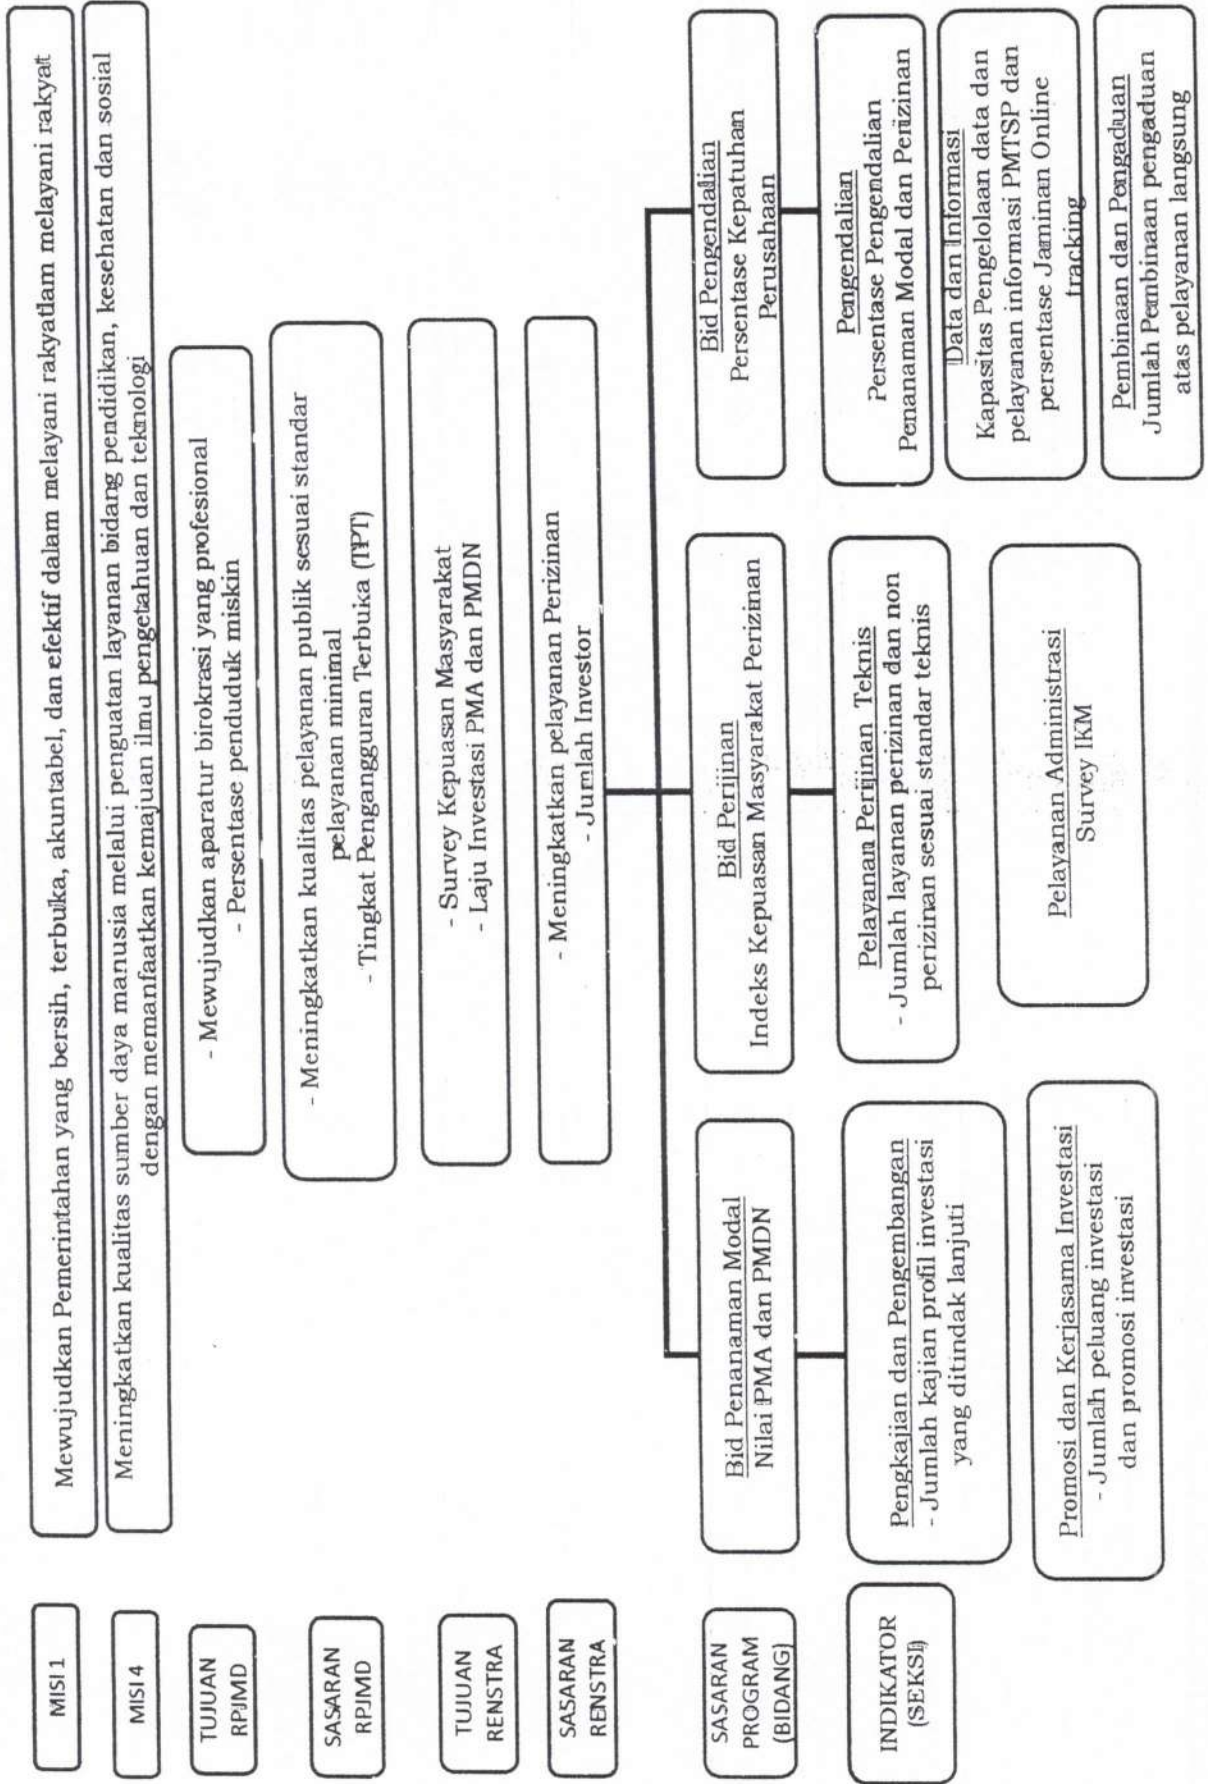 MISI 1
Mewujudkan Pemerintahan yang bersih, terbuka, akuntabel, dan efektif dalam melayani rakyatlam melayani rakyat
MISI 4
Meningkatkan kualitas sumber daya manusia melalui penguatan layanan bidang pendidikan, kesehatan dan sosial
dengan memanfaatkan kemajuan ilmu pengetahuan dan teknologi
TUJUAN
RPJMD
- Mewujudkan aparatur birokrasi yang profesional
- Persentase penduduk miskin
SASARAN
RPJMD
- Meningkatkan kualitas pelayanan publik sesuai standar
pelayanan minimal
- Tingkat Pengangguran Terbuka (TPT)
TUJUAN
RENSTRA
- Survey Kepuasan Masyarakat
- Laju Investasi PMA dan PMDN
SASARAN
RENSTRA
- Meningkatkan pelayanan Perizinan
- Jumlah Investor
SASARAN
PROGRAM
(BIDANG)
Bid Penanaman Modal
Nilai PMA dan PMDN
Bid Perijinan
Indeks Kepuasan Masyarakat Perizinan
Bid Pengendalian
Persentase Kepatuhan
Perusahaan
INDIKATOR
(SEKSI)
Pengkajian dan Pengembangan
- Jumlah kajian profil investasi
yang ditindak lanjuti
Pelayanan Perijinan Teknis
- Jumlah layanan perizinan dan non
perizinan sesuai standar teknis
Pengendalian
Persentase Pengendalian
Penanaman Modal dan Perizinan
Data dan Informasi
Kapasitas Pengelolaan data dan
pelayanan informasi PMTSP dan
persentase Jaminan Online
tracking
Promosi dan Kerjasama Investasi
- Jumlah peluang investasi
dan promosi investasi
Pelayanan Administrasi
Survey IKM
Pembinaan dan Pengaduan
Jumlah Pembinaan pengaduan
atas pelayanan langsung